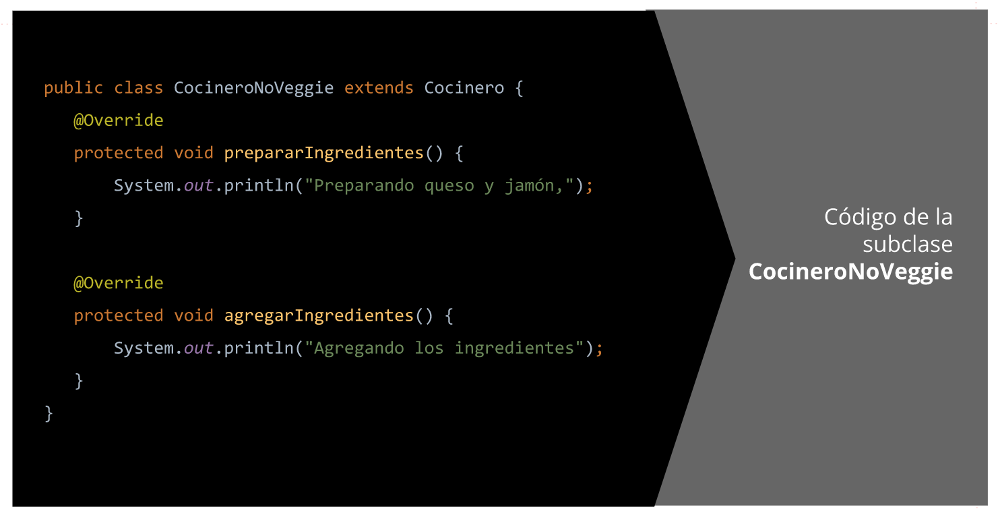 public class CocineroNoVeggie extends Cocinero {
@Override
protected void prepararIngredientes() {
System.out.println("Preparando queso y jamón,");
}
@Override
protected void agregarIngredientes() {
System.out.println("Agregando los ingredientes");
}
}
Código de la
subclase
CocineroNoVeggie